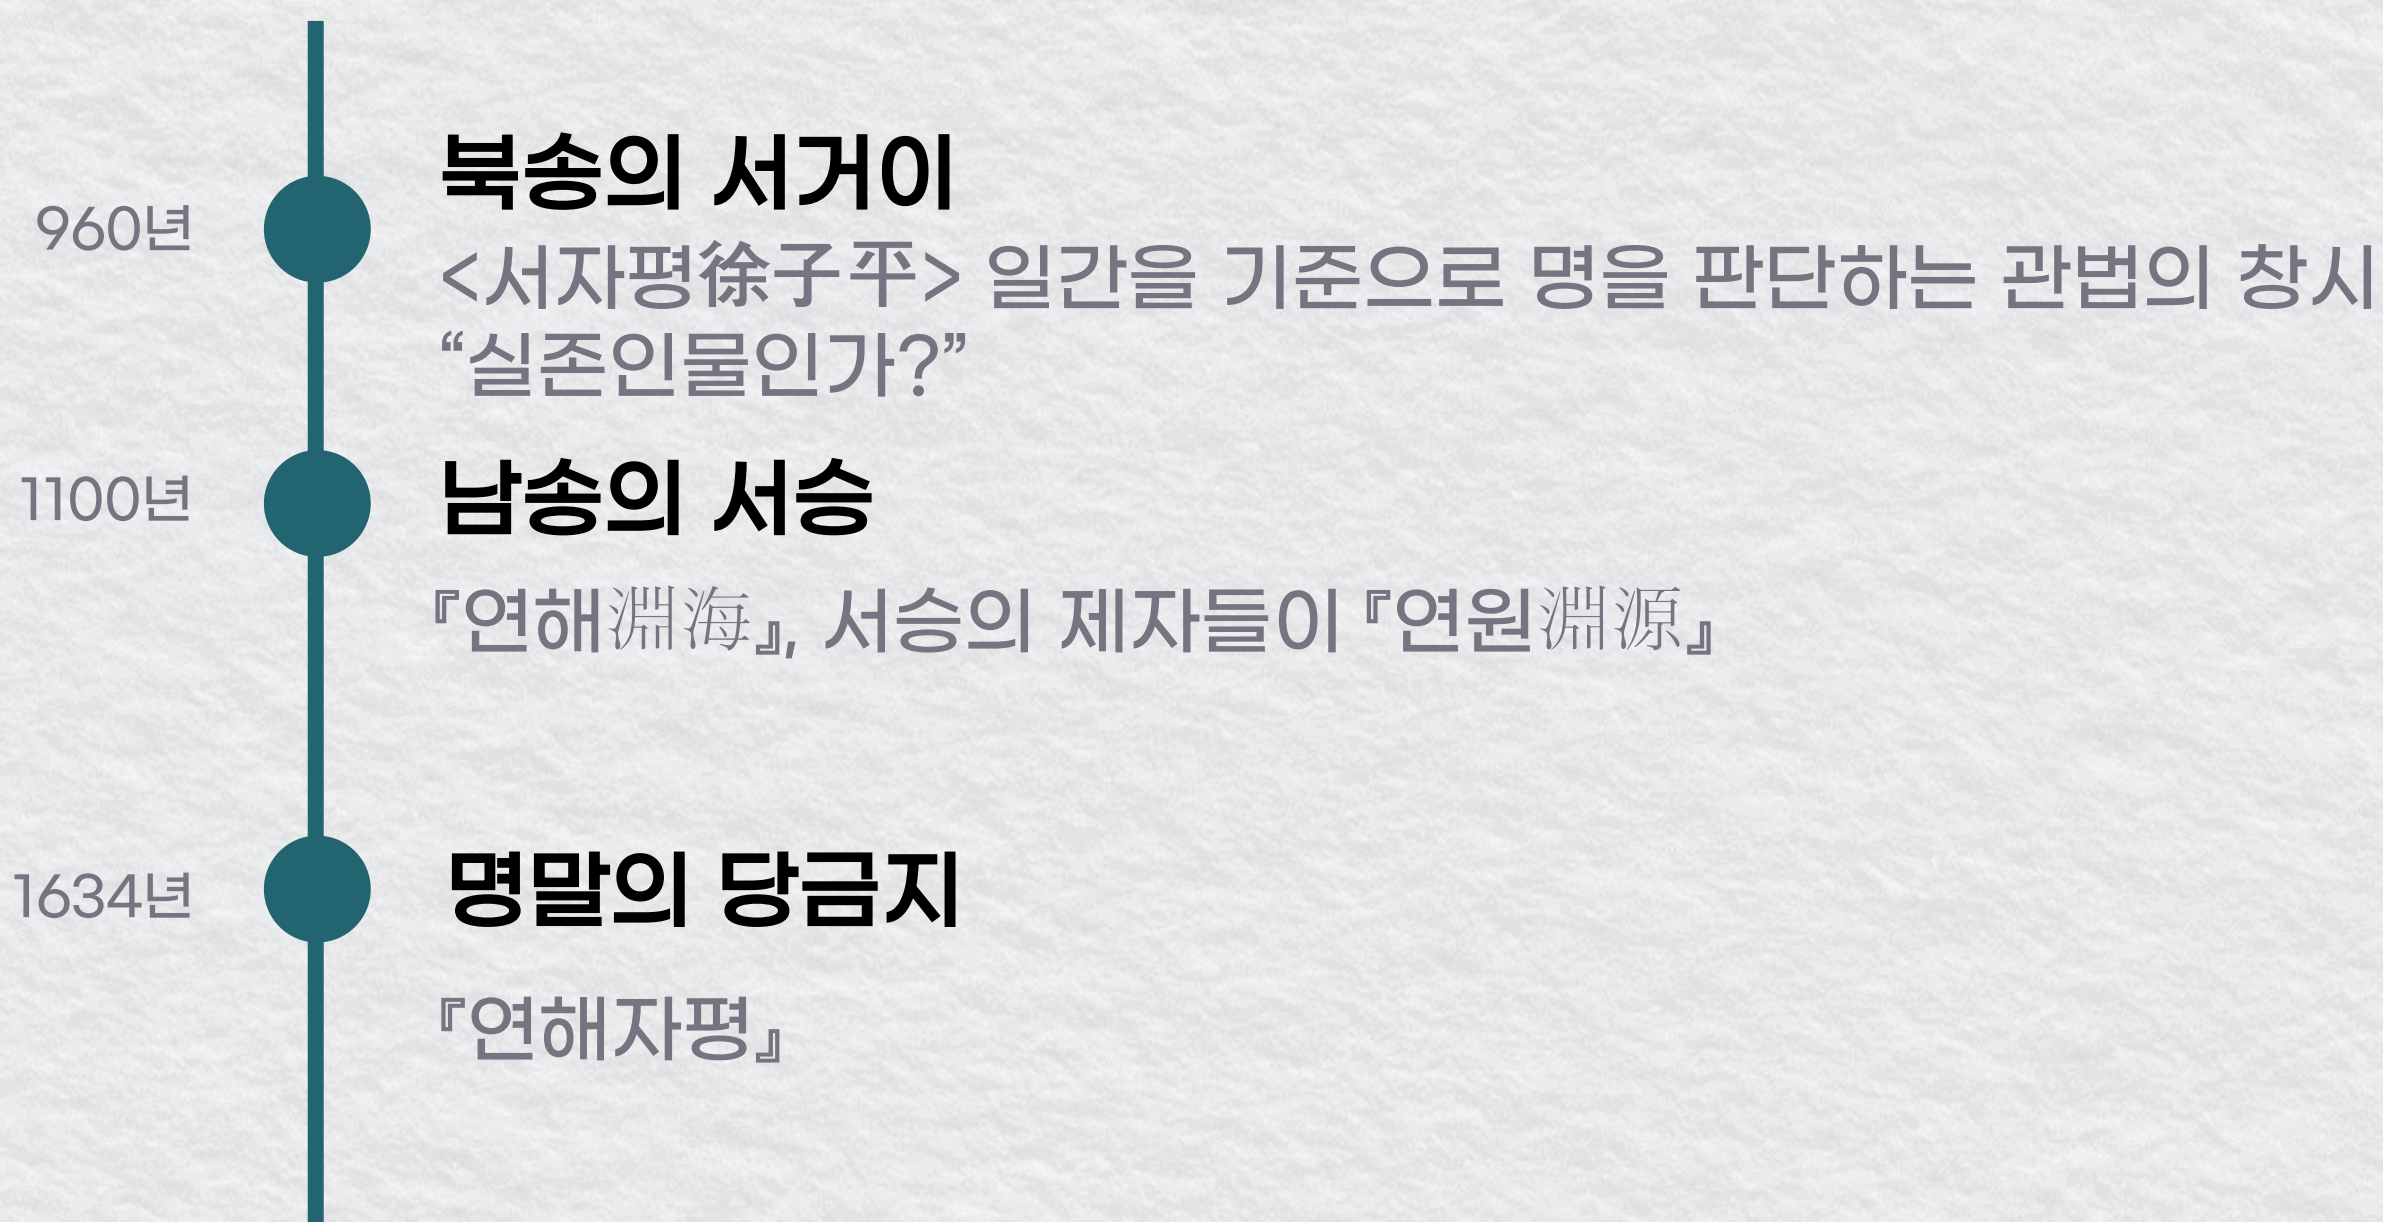 960년
북송의 서거이
<서자평徐子平> 일간을 기준으로 명을 판단하는 관법의 창시
“실존인물인가?”
1100년
남송의 서승
『연해淵海』, 서승의 제자들이 『연원淵源』
1634년
명말의 당금지
『연해자평』